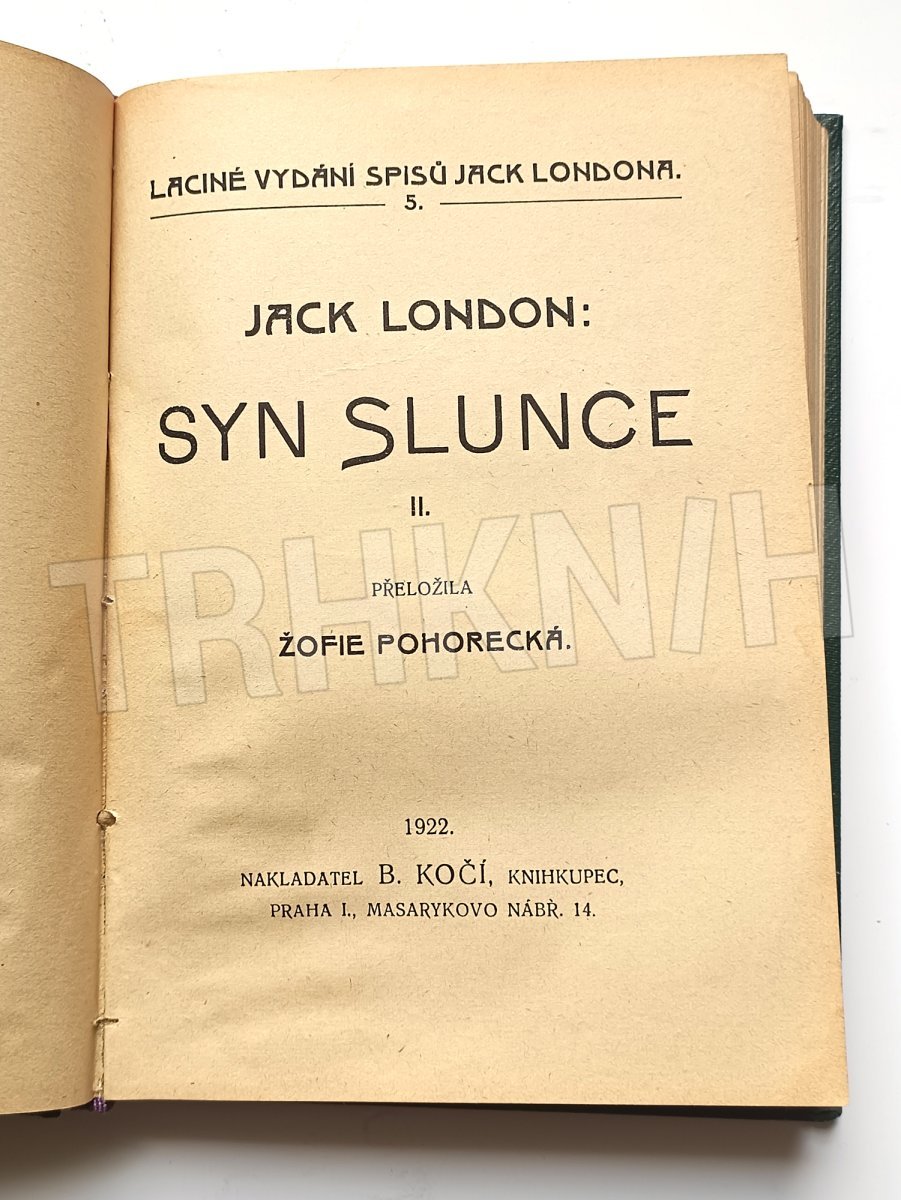 LACINÉ VYDÁNÍ SPISŮ JACK LONDONA.
5.
JACK LONDON:
SYN SLUNCE
II.
PŘELOŽILA
ŽOFIE POHORECKÁ.
TRHKNIH
1922.
NAKLADATEL B. KOČÍ, KNIHKUPEC,
PRAHA I., MASARYKOVO NÁBŘ. 14.